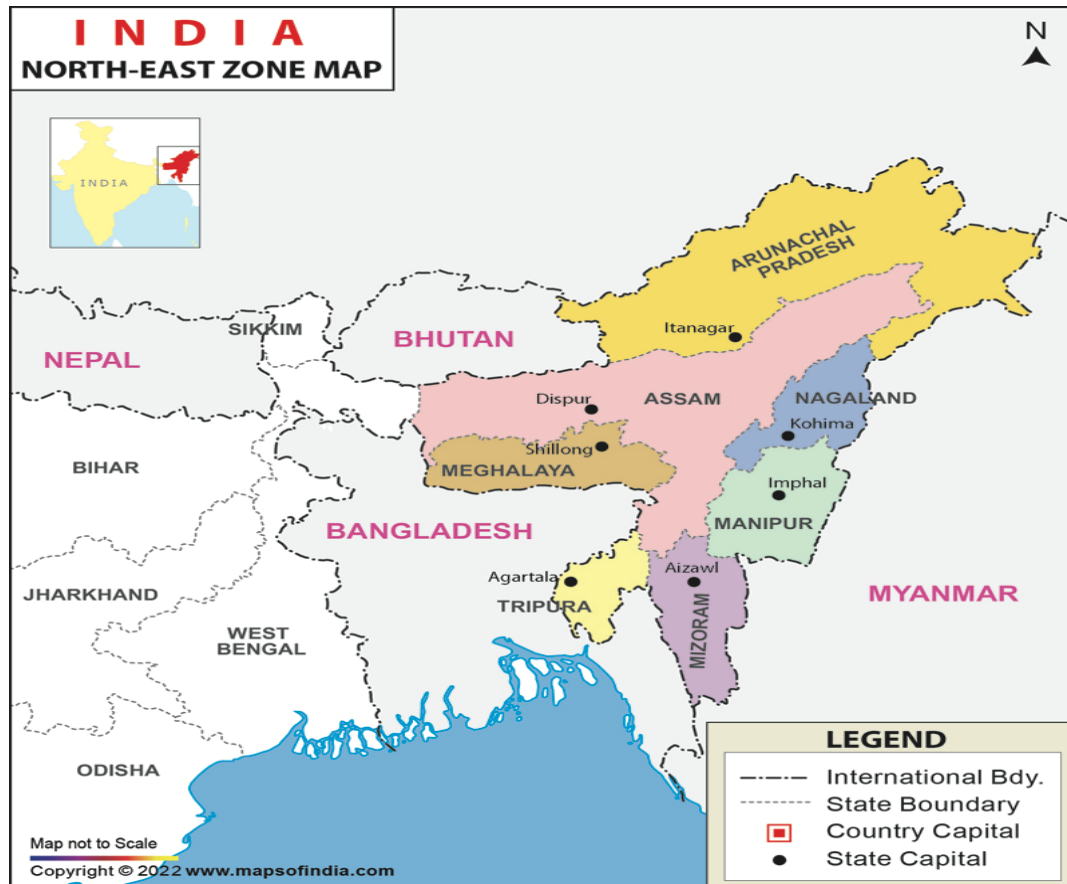 INDIA
NORTH-EAST ZONE MAP
N
INDIA
ARUNACHAL
PRADESH
SIKKIM
BHUTAN
Itanagar
NEPAL
Dispur
ASSAM
NAGALAND
Kohima
Shillong
BIHAR
MEGHALAYA
Imphal
BANGLADESH
MANIPUR
Agartala
Aizawl
JHARKHAND
TRIPURA
MYANMAR
WEST
BENGAL
MIZORAM
ODISHA
LEGEND
International Bdy.
State Boundary
Country Capital
State Capital
Map not to Scale
Copyright © 2022 www.mapsofindia.com